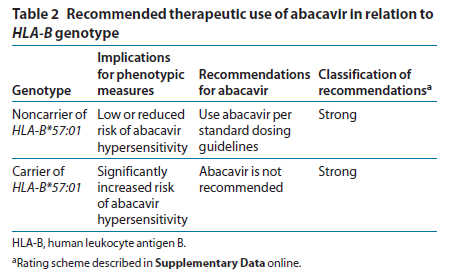 Table 2 Recommended therapeutic use of abacavir in relation to
HLA-B genotype
Genotype
Implications
for phenotypic
measures
Recommendations
for abacavir
Classification of
recommendationsᵃ
Noncarrier of
HLA-B*57:01
Low or reduced
risk of abacavir
hypersensitivity
Use abacavir per
standard dosing
guidelines
Strong
Carrier of
HLA-B*57:01
Significantly
increased risk
of abacavir
hypersensitivity
Abacavir is not
recommended
Strong
HLA-B, human leukocyte antigen B.
ᵃRating scheme described in Supplementary Data online.